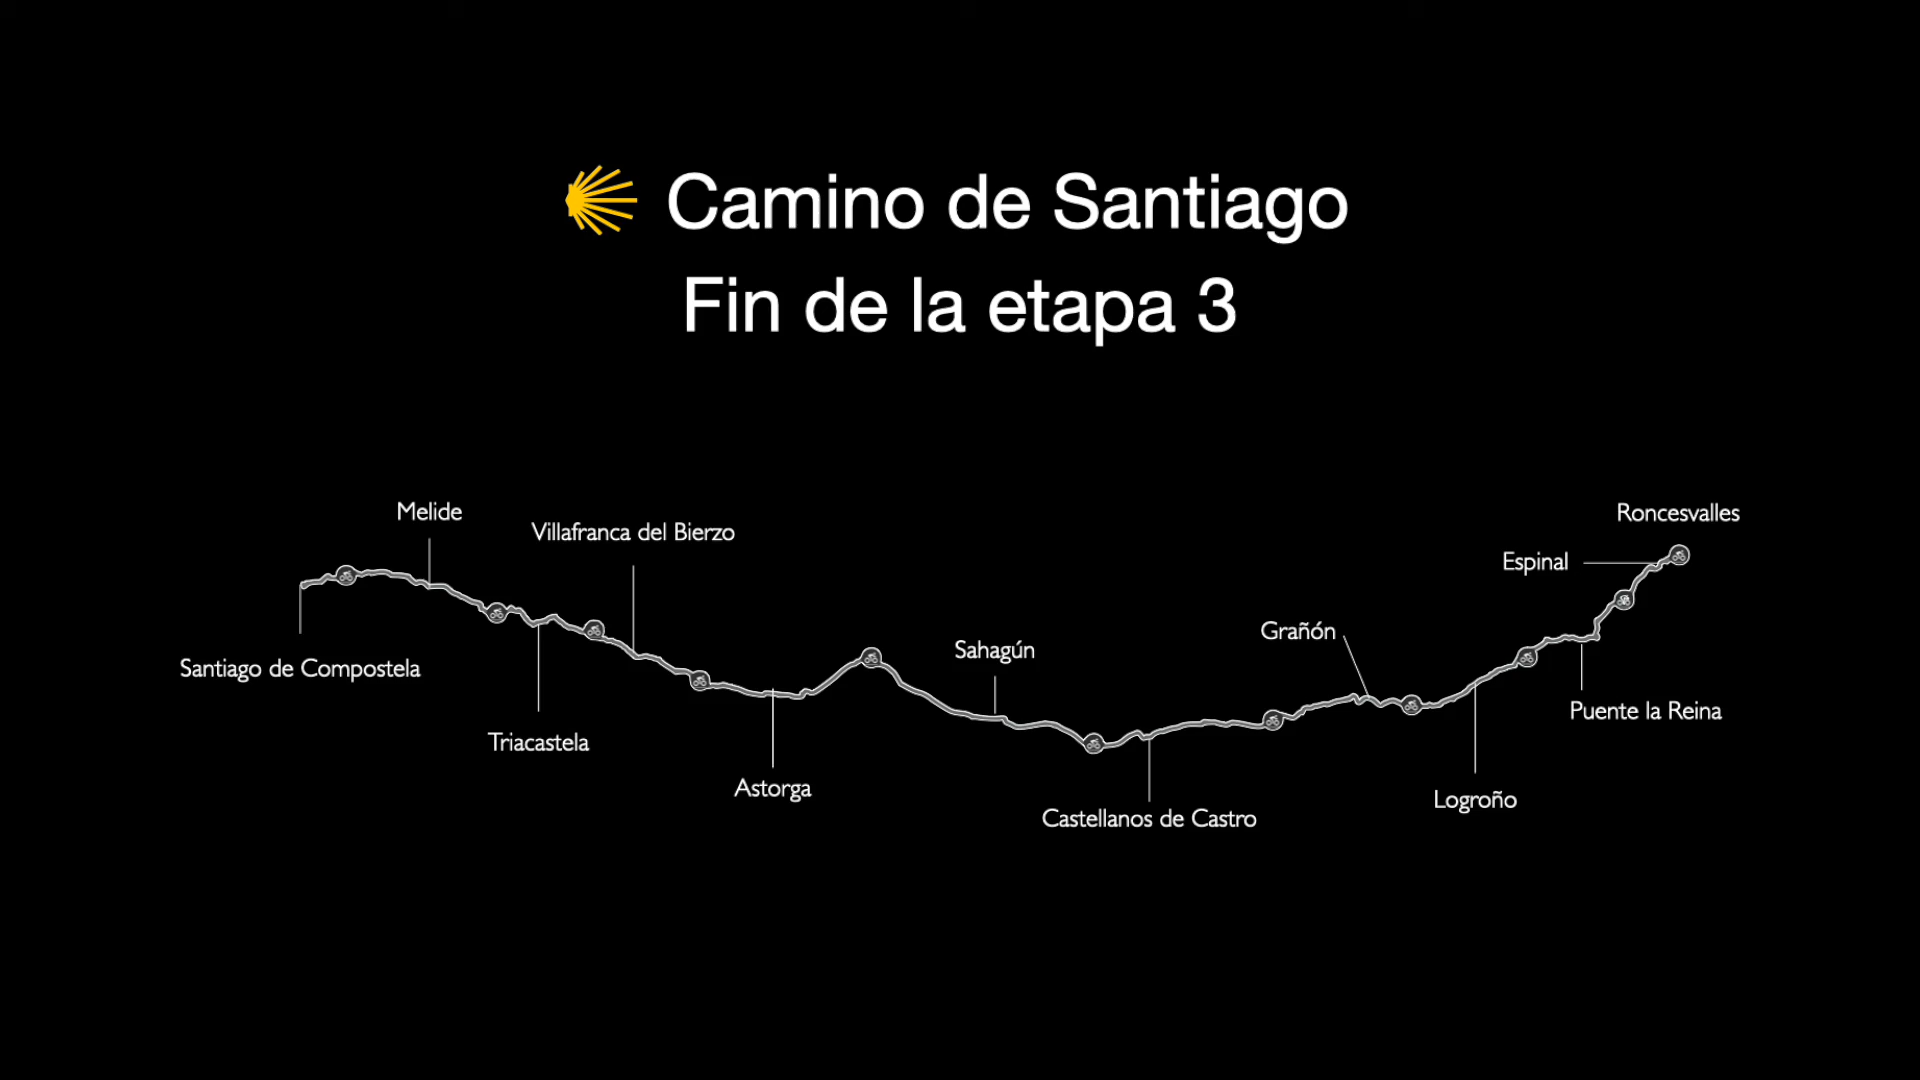 Camino de Santiago
Fin de la etapa 3
Melide
Villafranca del Bierzo
Roncesvalles
Espinal
Grañón
Sahagún
Santiago de Compostela
Puente la Reina
Triacastela
Astorga
Logroño
Castellanos de Castro